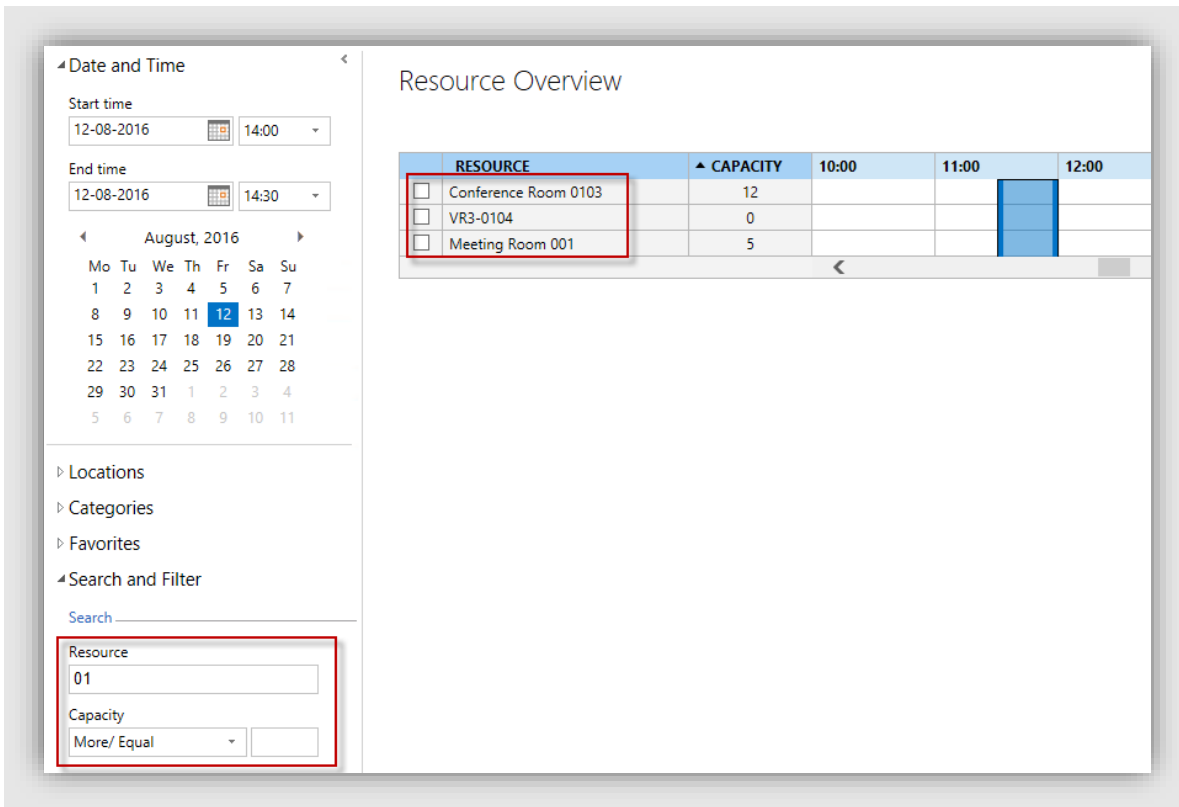 Date and Time
Start time
12-08-2016 14:00
End time
12-08-2016 14:30
August, 2016
Mo Tu We Th Fr Sa Su
1 2 3 4 5 6 7
8 9 10 11 12 13 14
15 16 17 18 19 20 21
22 23 24 25 26 27 28
29 30 31 1 2 3 4
5 6 7 8 9 10 11
Locations
Categories
Favorites
Search and Filter
Search
Resource
01
Capacity
More/ Equal
Resource Overview
RESOURCE CAPACITY 10:00 11:00 12:00
Conference Room 0103 12
VR3-0104 0
Meeting Room 001 5